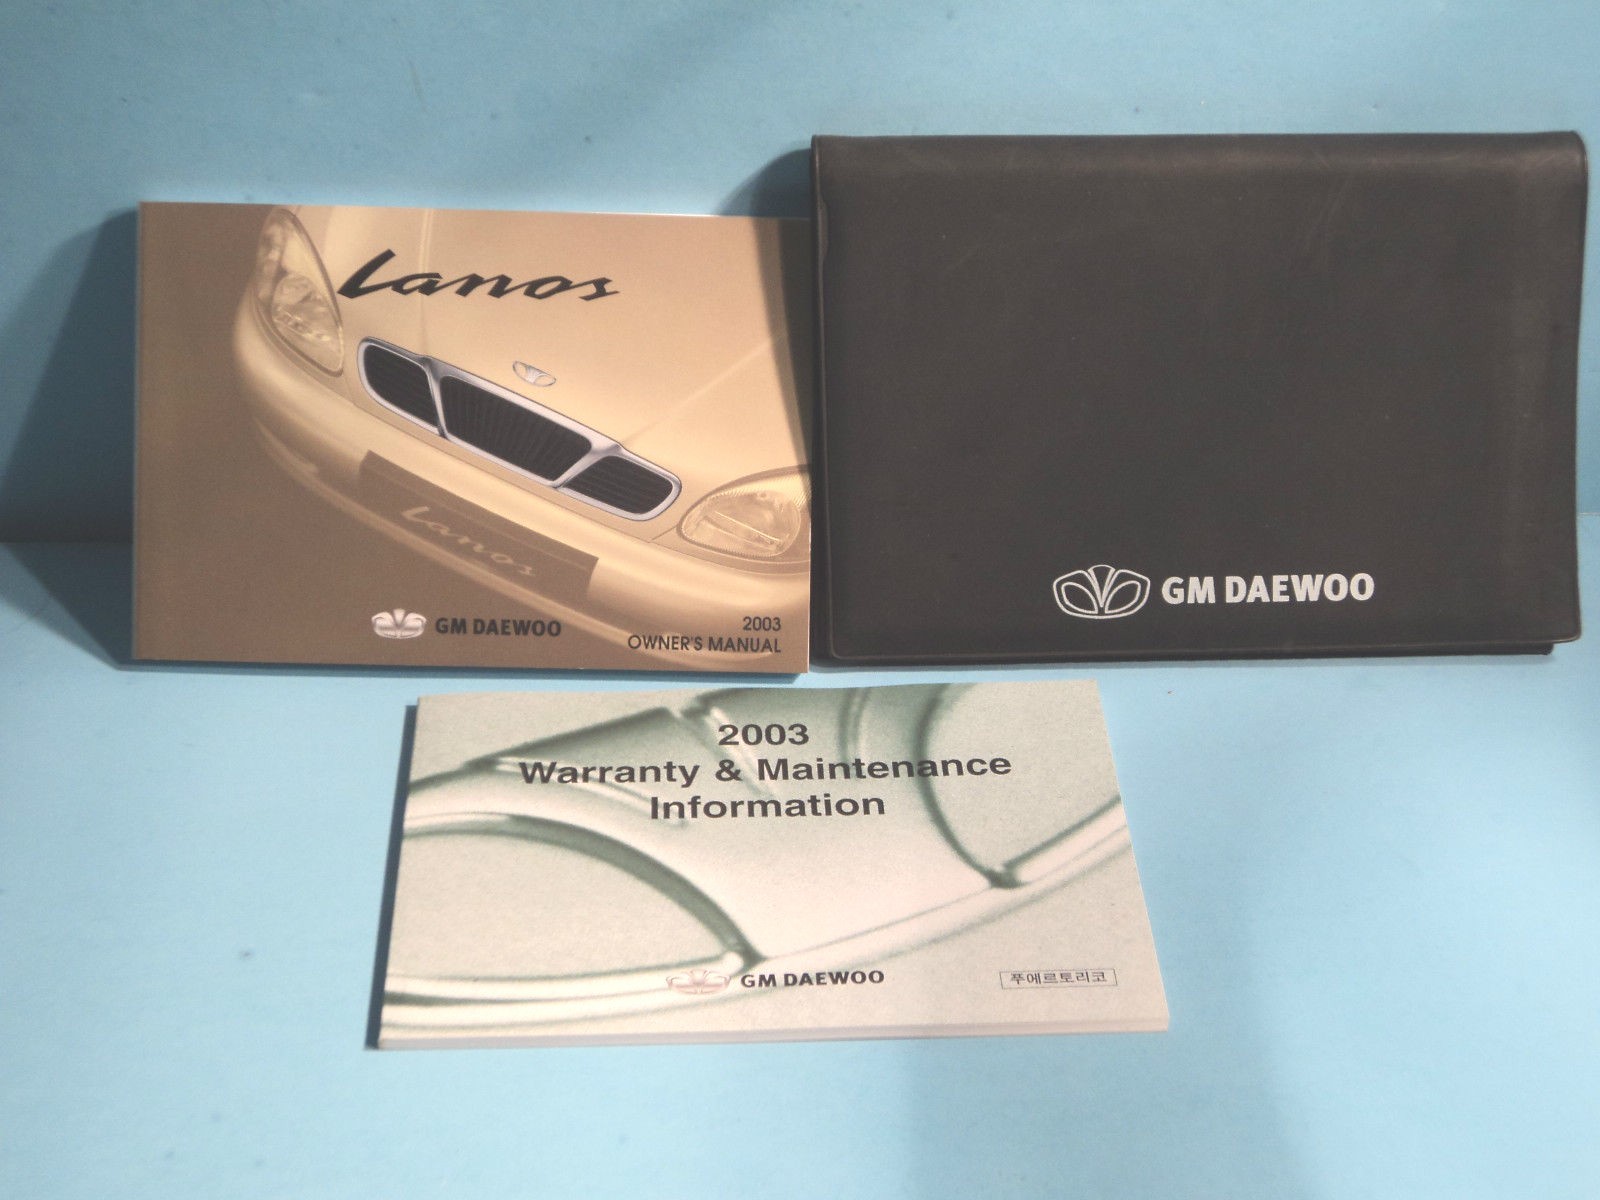 Lanos
Lanos
GM DAEWOO
2003
OWNER'S MANUAL
GM DAEWOO
2003
Warranty & Maintenance
Information
GM DAEWOO
푸에르토리코